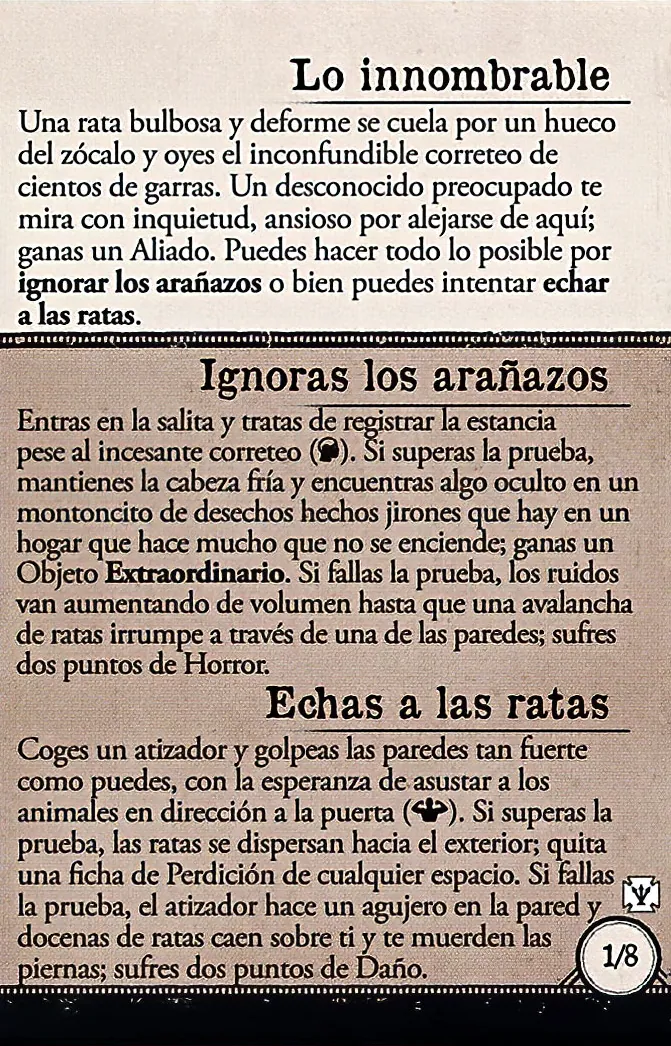 Lo innombrable
Una rata bulbosa y deforme se cuela por un hueco
del zócalo y oyes el inconfundible correteo de
cientos de garras. Un desconocido preocupado te
mira con inquietud, ansioso por alejarse de aquí;
ganas un Aliado. Puedes hacer todo lo posible por
ignorar los arañazos o bien puedes intentar echar
a las ratas.
Ignoras los arañazos
Entras en la salita y tratas de registrar la estancia
pese al incesante correteo (). Si superas la prueba,
mantienes la cabeza fría y encuentras algo oculto en un
montoncito de desechos hechos jirones que hay en un
hogar que hace mucho que no se enciende; ganas un
Objeto Extraordinario. Si fallas la prueba, los ruidos
van aumentando de volumen hasta que una avalancha
de ratas irrumpe a través de una de las paredes; sufres
dos puntos de Horror.
Echas a las ratas
Coges un atizador y golpeas las paredes tan fuerte
como puedes, con la esperanza de asustar a los
animales en dirección a la puerta (). Si superas la
prueba, las ratas se dispersan hacia el exterior; quita
una ficha de Perdición de cualquier espacio. Si fallas
la prueba, el atizador hace un agujero en la pared y
docenas de ratas caen sobre ti y te muerden las
piernas; sufres dos puntos de Daño.
1/8